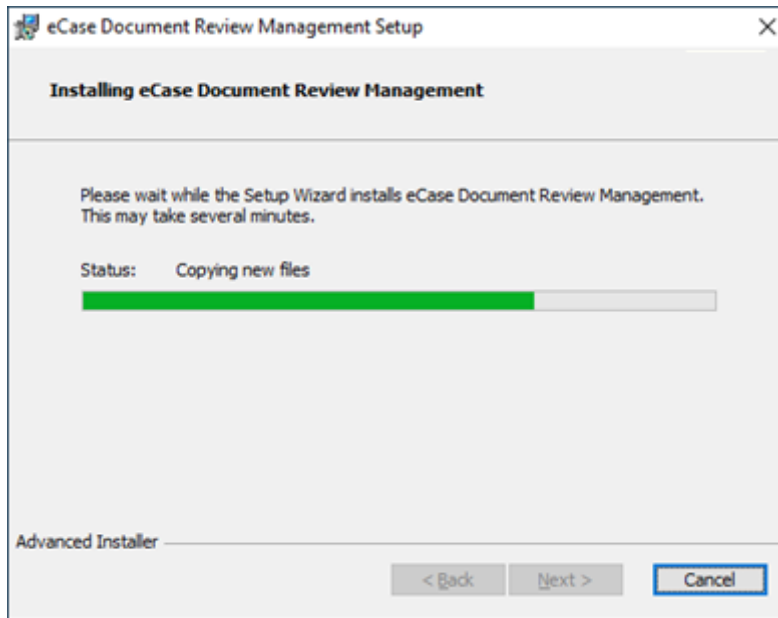 eCase Document Review Management Setup
Installing eCase Document Review Management
Please wait while the Setup Wizard installs eCase Document Review Management.
This may take several minutes.
Status: Copying new files
Advanced Installer
< Back Next > Cancel